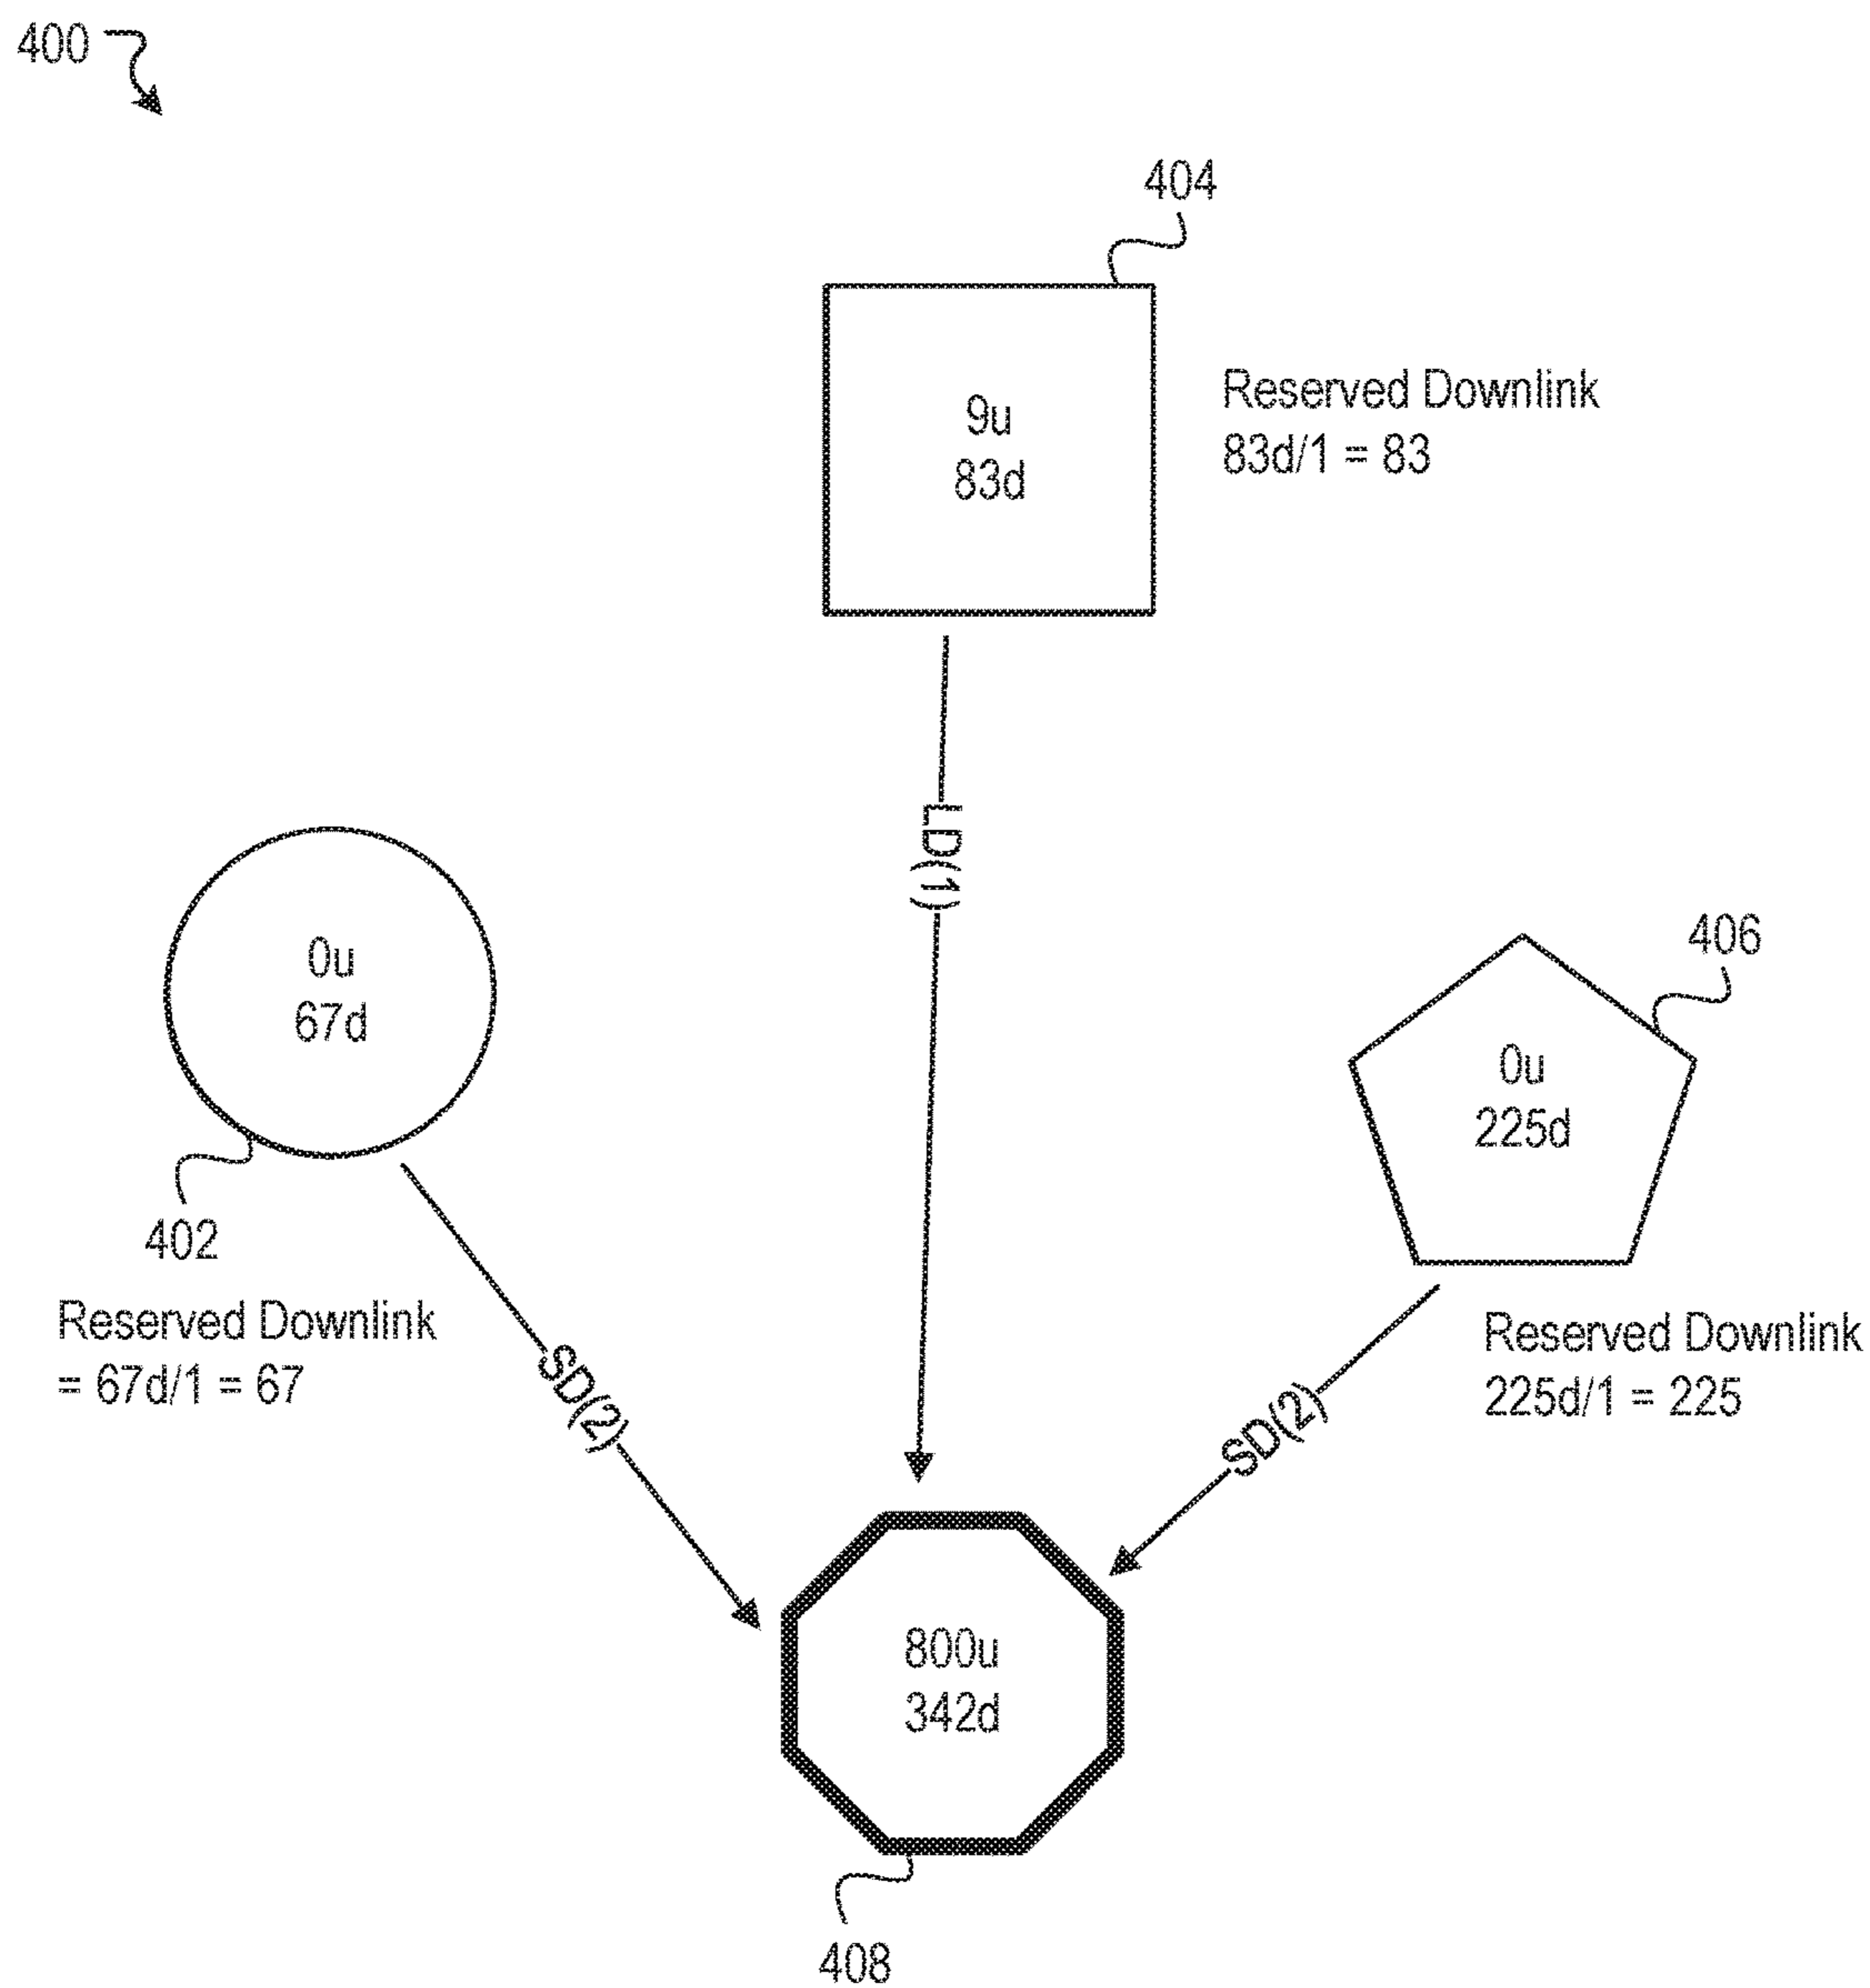 400
404
9u
83d
Reserved Downlink
83d/1 = 83
LD(1)
0u
67d
402
Reserved Downlink
= 67d/1 = 67
SD(2)
406
0u
225d
Reserved Downlink
225d/1 = 225
SD(2)
800u
342d
408